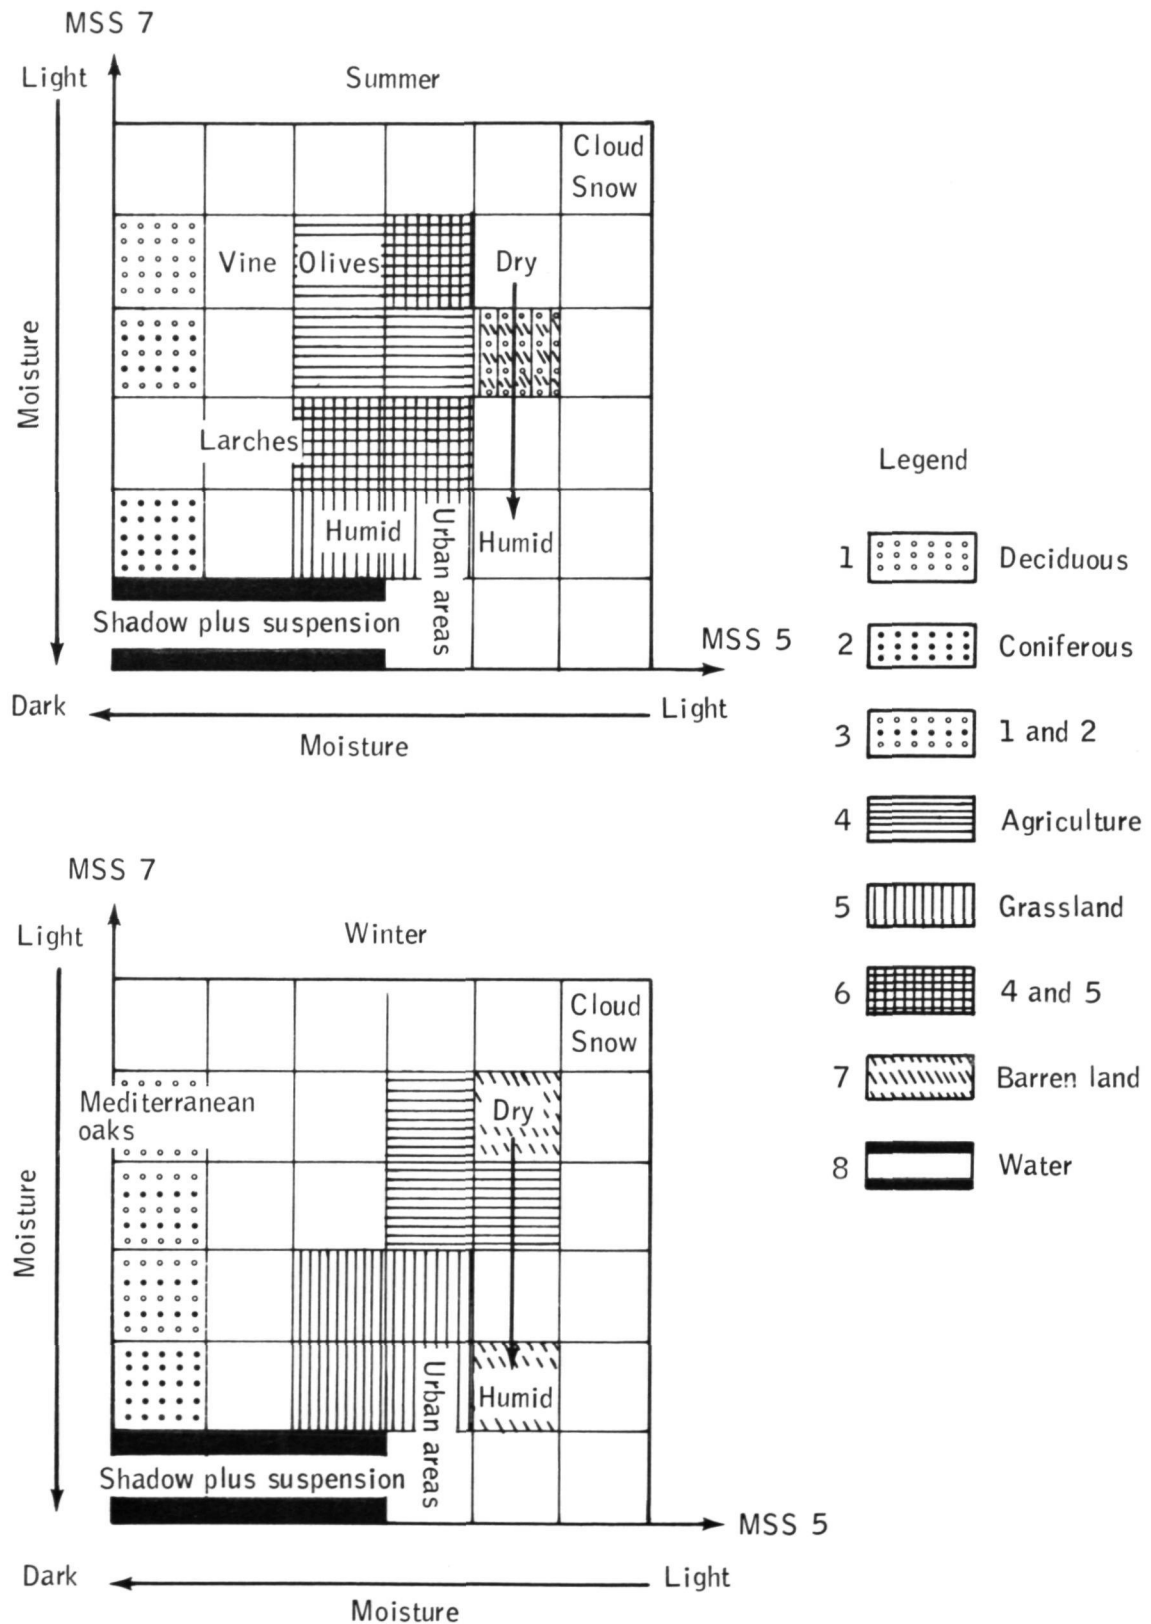 MSS 7
Light
Summer
Cloud
Snow
Vine
Olives
Dry
Moisture
Larches
Humid
Urban areas
Humid
Shadow plus suspension
MSS 5
Dark
Light
Moisture
MSS 7
Light
Winter
Cloud
Snow
Mediterranean
oaks
Dry
Moisture
Urban areas
Humid
Shadow plus suspension
MSS 5
Dark
Light
Moisture
Legend
1 Deciduous
2 Coniferous
3 1 and 2
4 Agriculture
5 Grassland
6 4 and 5
7 Barren land
8 Water